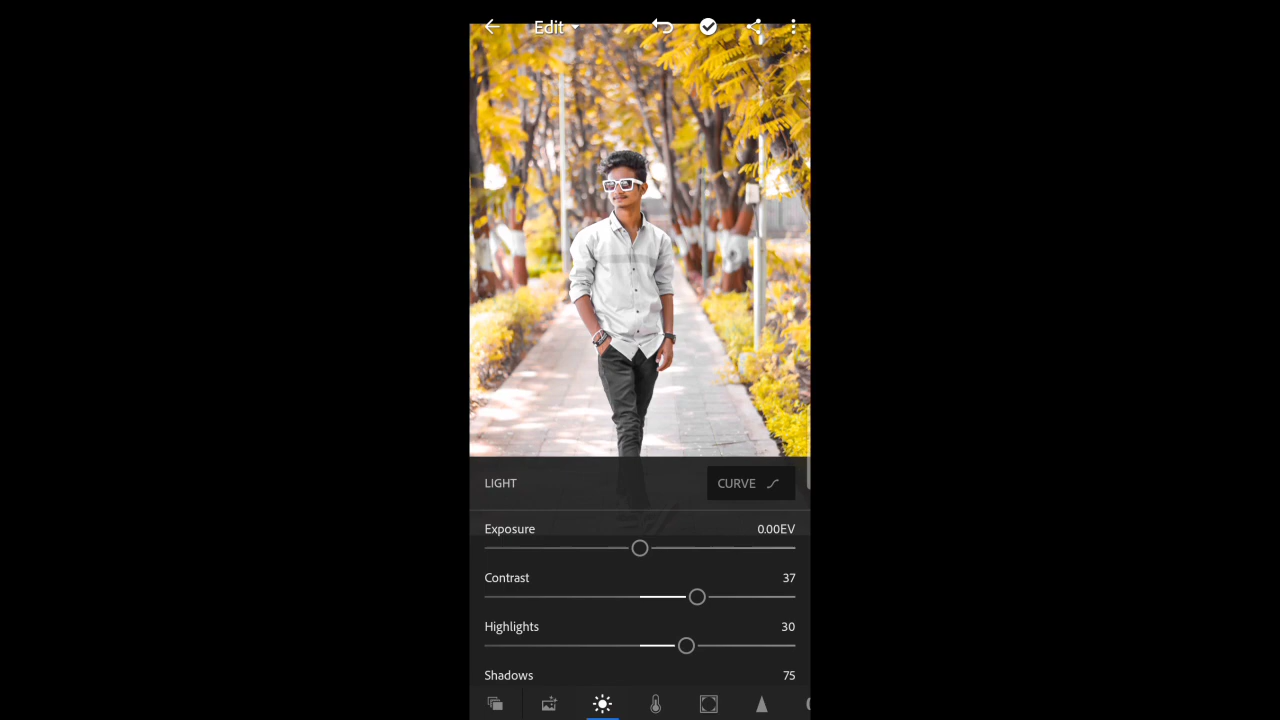 Edit
LIGHT
CURVE
Exposure 0.00EV
Contrast 37
Highlights 30
Shadows 75